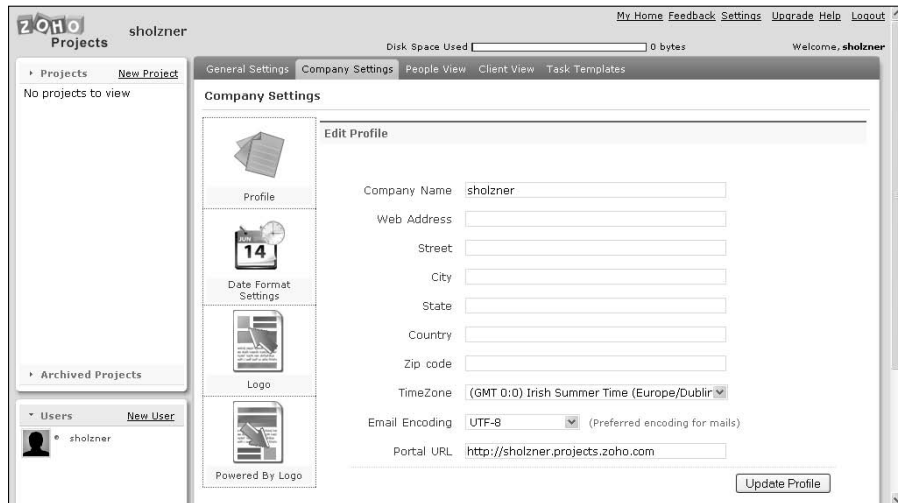 My Home Feedback Settings Upgrade Help Logout
ZOHO
Projects
sholzner
Disk Space Used 0 bytes
Welcome, sholzner
Projects New Project
No projects to view
Archived Projects
Users New User
sholzner
General Settings Company Settings People View Client View Task Templates
Company Settings
Profile
JUN
14
Date Format
Settings
Logo
Powered By Logo
Edit Profile
Company Name sholzner
Web Address
Street
City
State
Country
Zip code
TimeZone (GMT 0:0) Irish Summer Time (Europe/Dublin
Email Encoding UTF-8 (Preferred encoding for mails)
Portal URL http://sholzner.projects.zoho.com
Update Profile